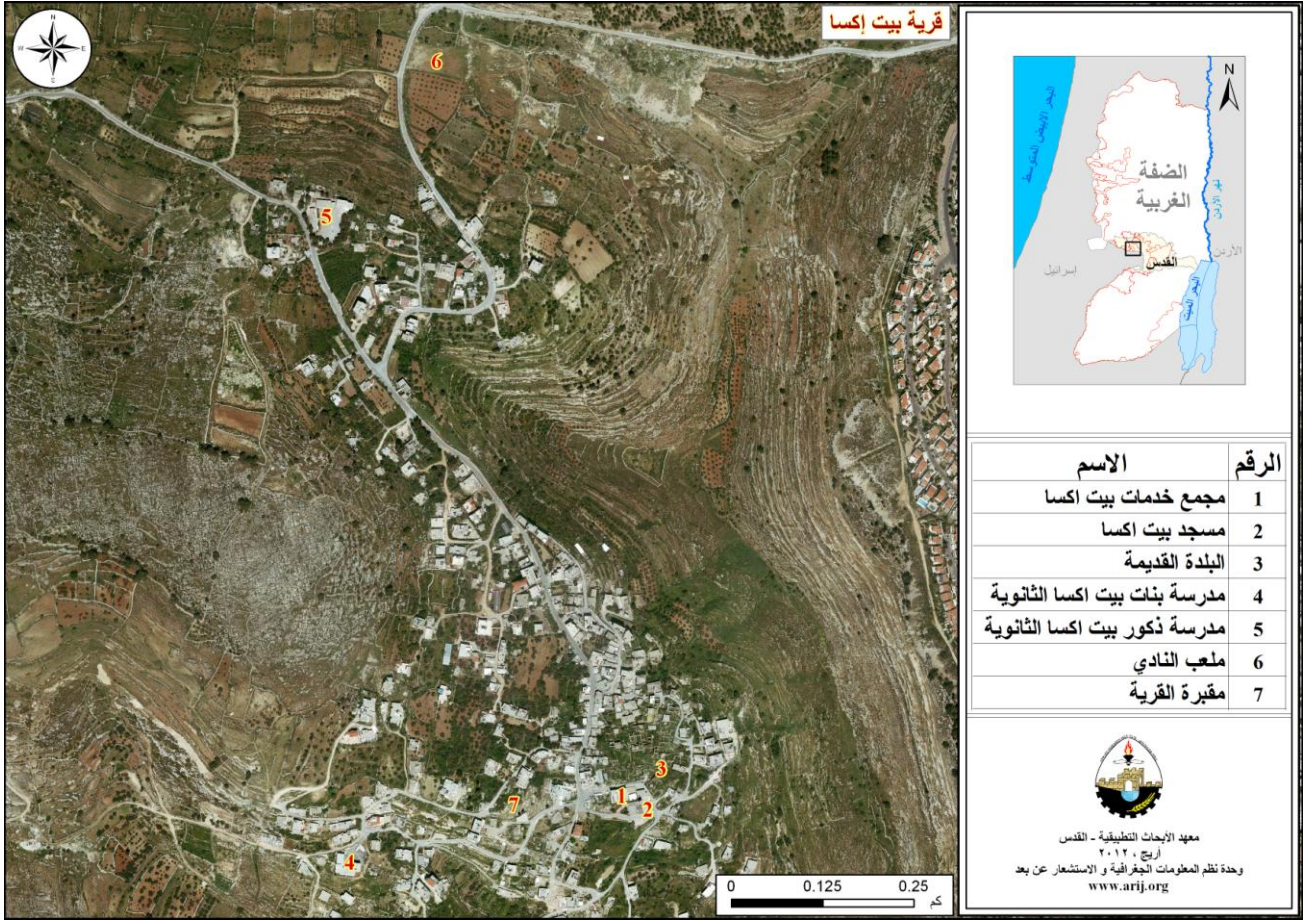 قرية بيت إكسا
N
E
S
W
6
5
3
1
2
7
4
0 0.125 0.25
كم
N
البحر الابيض المتوسط
الضفة
الغربية
نهر الاردن
الأردن
القدس
اسرائيل
البحر الميت
الرقم الاسم
1 مجمع خدمات بيت اكسا
2 مسجد بيت اكسا
3 البلدة القديمة
4 مدرسة بنات بيت اكسا الثانوية
5 مدرسة ذكور بيت اكسا الثانوية
6 ملعب النادي
7 مقبرة القرية
معهد الأبحاث التطبيقية - القدس
أريج ، ٢٠١٢
وحدة نظم المعلومات الجغرافية و الاستشعار عن بعد
www.arij.org